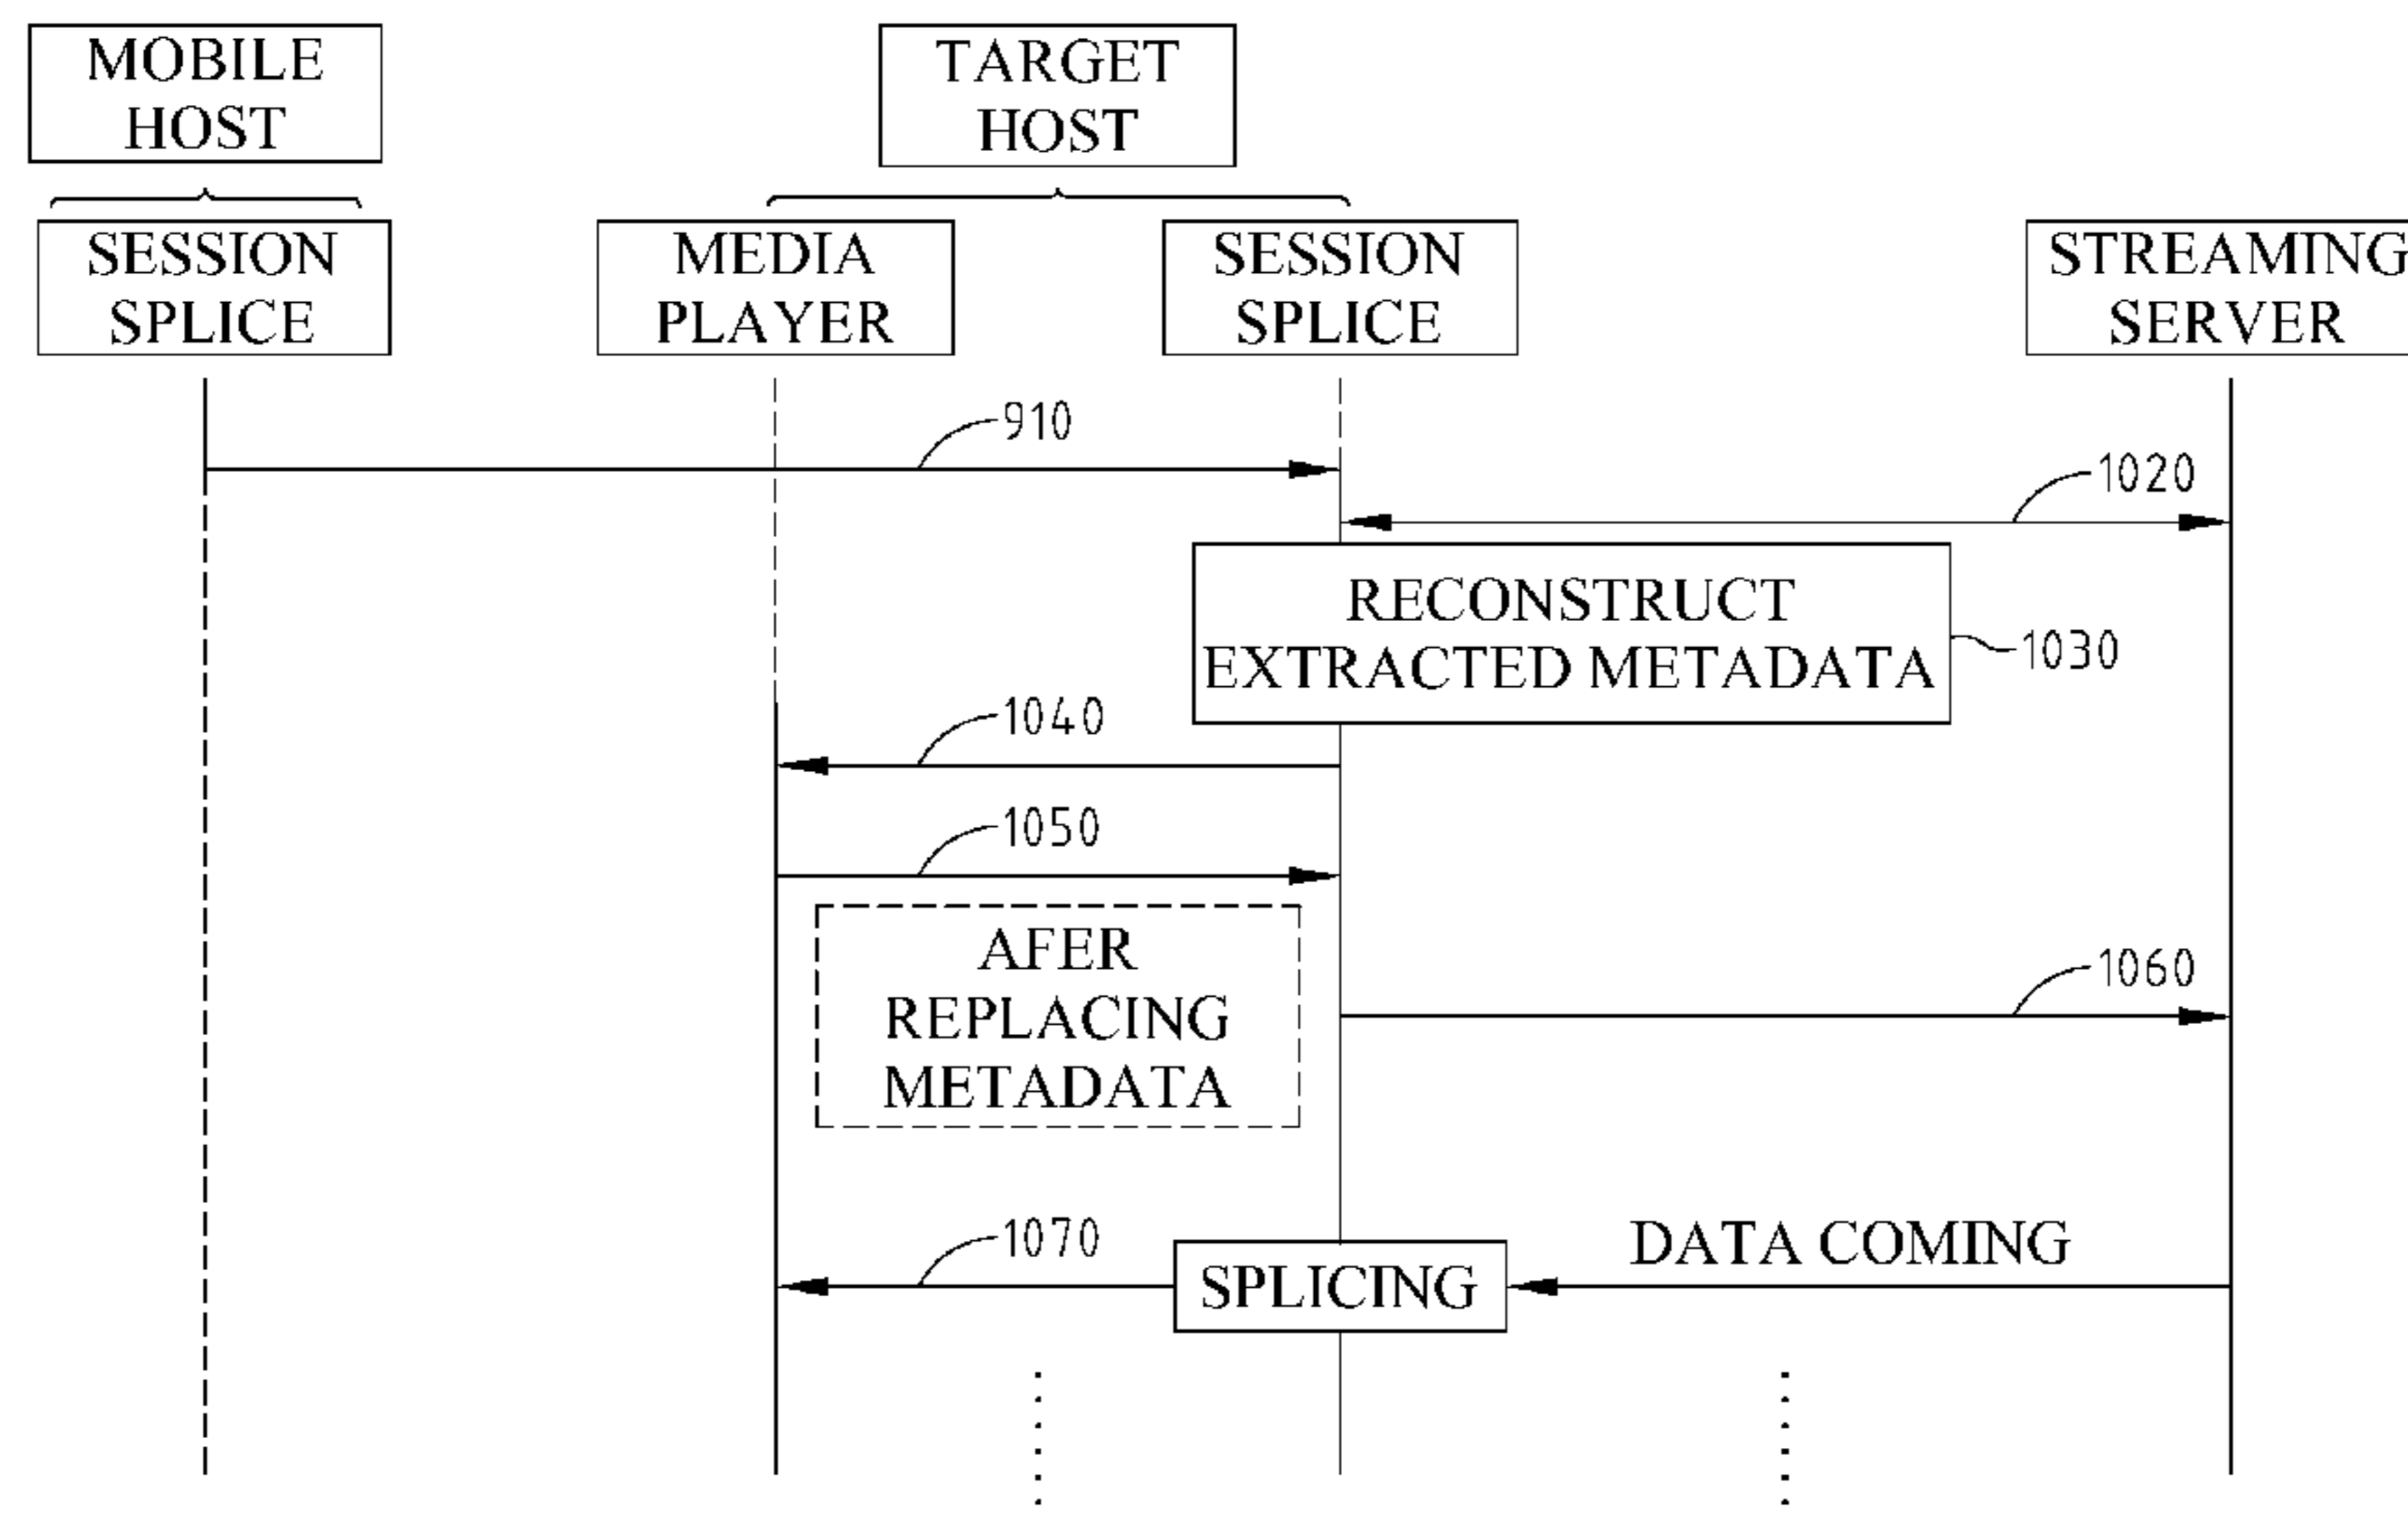 MOBILE
HOST
TARGET
HOST
SESSION
SPLICE
MEDIA
PLAYER
SESSION
SPLICE
STREAMING
SERVER
910
1020
RECONSTRUCT
EXTRACTED METADATA
1030
1040
1050
AFER
REPLACING
METADATA
1060
1070
SPLICING
DATA COMING